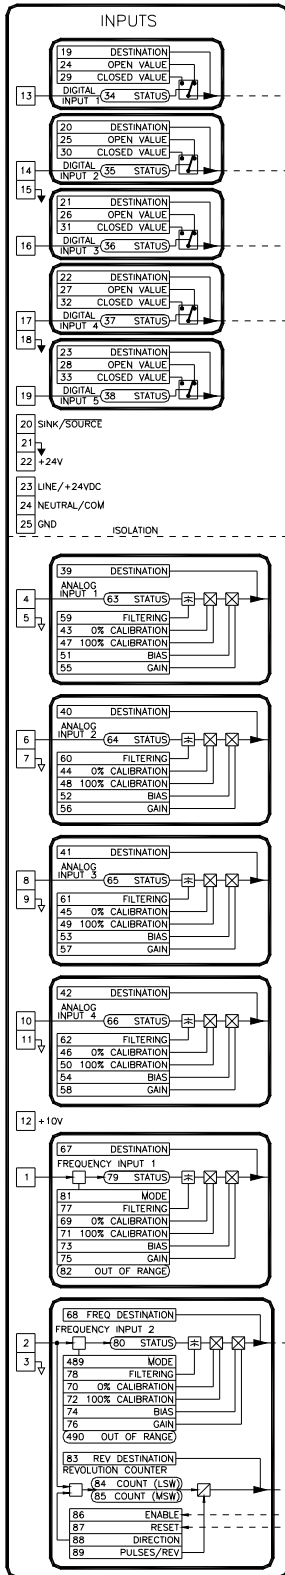 INPUTS
19 DESTINATION
24 OPEN VALUE
29 CLOSED VALUE
13 DIGITAL INPUT 1 34 STATUS
20 DESTINATION
25 OPEN VALUE
30 CLOSED VALUE
14 DIGITAL INPUT 2 35 STATUS
15
21 DESTINATION
26 OPEN VALUE
31 CLOSED VALUE
16 DIGITAL INPUT 3 36 STATUS
22 DESTINATION
27 OPEN VALUE
32 CLOSED VALUE
17 DIGITAL INPUT 4 37 STATUS
18
23 DESTINATION
28 OPEN VALUE
33 CLOSED VALUE
19 DIGITAL INPUT 5 38 STATUS
20 SINK/SOURCE
21
22 +24V
23 LINE/+24VDC
24 NEUTRAL/COM
25 GND
ISOLATION
39 DESTINATION
4 ANALOG INPUT 1 63 STATUS
5
59 FILTERING
43 0% CALIBRATION
47 100% CALIBRATION
51 BIAS
55 GAIN
40 DESTINATION
6 ANALOG INPUT 2 64 STATUS
7
60 FILTERING
44 0% CALIBRATION
48 100% CALIBRATION
52 BIAS
56 GAIN
41 DESTINATION
8 ANALOG INPUT 3 65 STATUS
9
61 FILTERING
45 0% CALIBRATION
49 100% CALIBRATION
53 BIAS
57 GAIN
42 DESTINATION
10 ANALOG INPUT 4 66 STATUS
11
62 FILTERING
46 0% CALIBRATION
50 100% CALIBRATION
54 BIAS
58 GAIN
12 +10V
67 DESTINATION
FREQUENCY INPUT 1
1 79 STATUS
81 MODE
77 FILTERING
69 0% CALIBRATION
71 100% CALIBRATION
73 BIAS
75 GAIN
82 OUT OF RANGE
68 FREQ DESTINATION
FREQUENCY INPUT 2
2 80 STATUS
3
489 MODE
78 FILTERING
70 0% CALIBRATION
72 100% CALIBRATION
74 BIAS
76 GAIN
490 OUT OF RANGE
83 REV DESTINATION
REVOLUTION COUNTER
84 COUNT (LSW)
85 COUNT (MSW)
86 ENABLE
87 RESET
88 DIRECTION
89 PULSES/REV